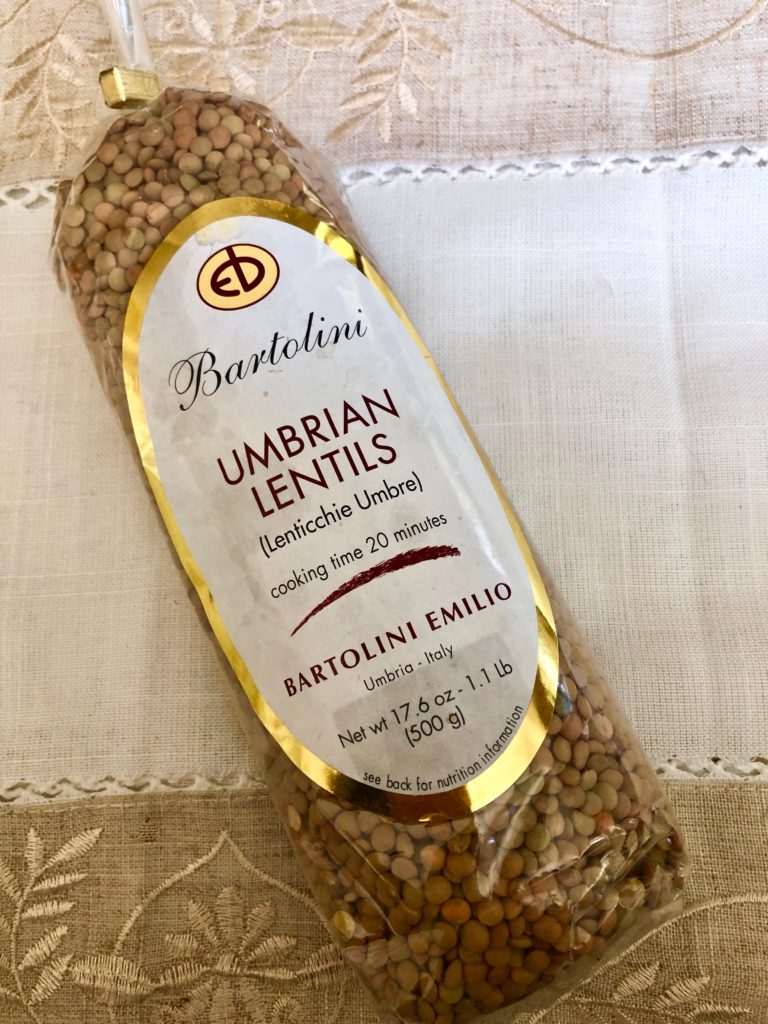 eb
Bartolini
UMBRIAN
LENTILS
(Lenticchie Umbre)
cooking time 20 minutes
BARTOLINI EMILIO
Umbria - Italy
Net wt 17.6 oz - 1.1 Lb
(500 g)
see back for nutrition information